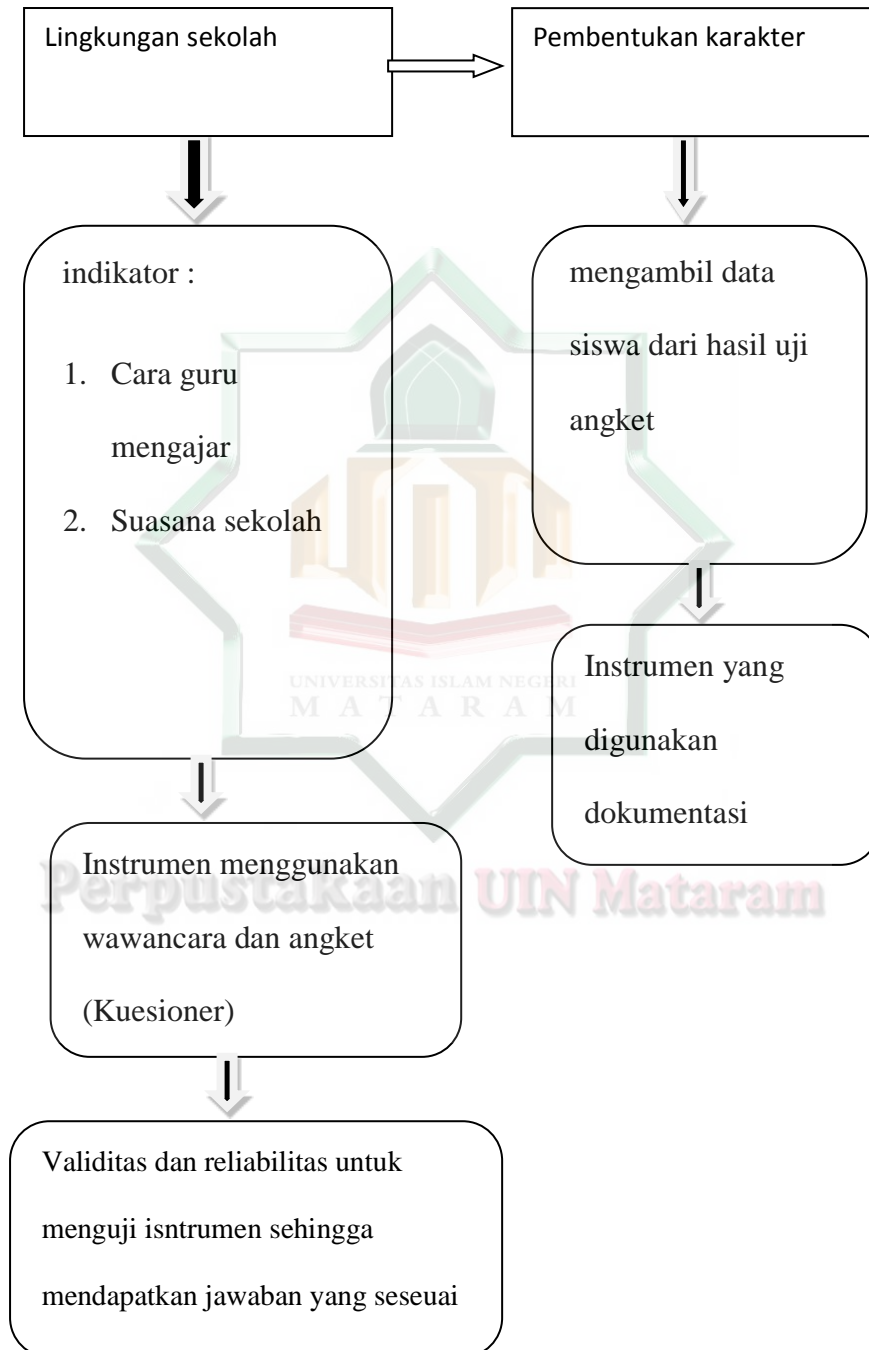 Lingkungan sekolah
Pembentukan karakter
indikator :
1. Cara guru
mengajar
2. Suasana sekolah
mengambil data
siswa dari hasil uji
angket
Instrumen yang
digunakan
dokumentasi
UNIVERSITAS ISLAM NEGERI
MATARAM
Perpustakaan UIN Mataram
Instrumen menggunakan
wawancara dan angket
(Kuesioner)
Validitas dan reliabilitas untuk
menguji isntrumen sehingga
mendapatkan jawaban yang seseuai